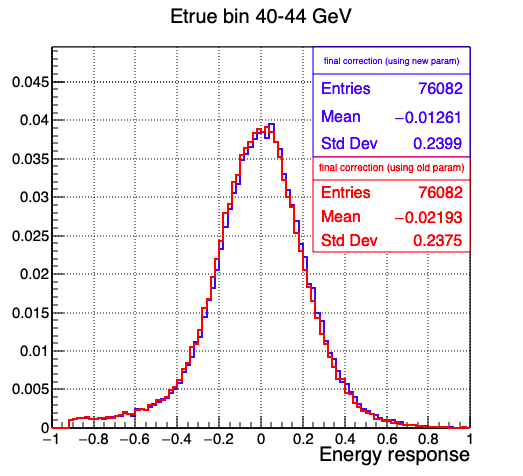 Etrue bin 40-44 GeV
final correction (using new param)
Entries 76082
Mean −0.01261
Std Dev 0.2399
final correction (using old param)
Entries 76082
Mean −0.02193
Std Dev 0.2375
0.045
0.04
0.035
0.03
0.025
0.02
0.015
0.01
0.005
0
−1 −0.8 −0.6 −0.4 −0.2 0 0.2 0.4 0.6 0.8 1
Energy response